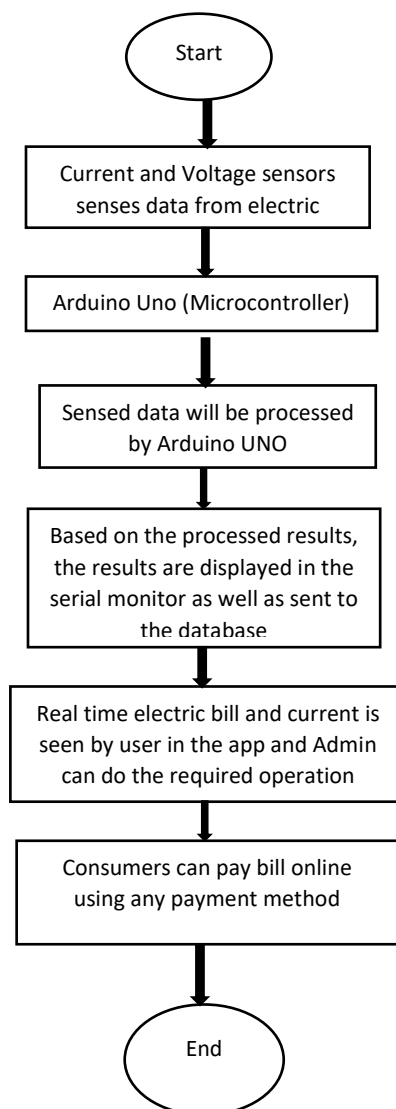 Start
Current and Voltage sensors
senses data from electric
Arduino Uno (Microcontroller)
Sensed data will be processed
by Arduino UNO
Based on the processed results,
the results are displayed in the
serial monitor as well as sent to
the database
Real time electric bill and current is
seen by user in the app and Admin
can do the required operation
Consumers can pay bill online
using any payment method
End